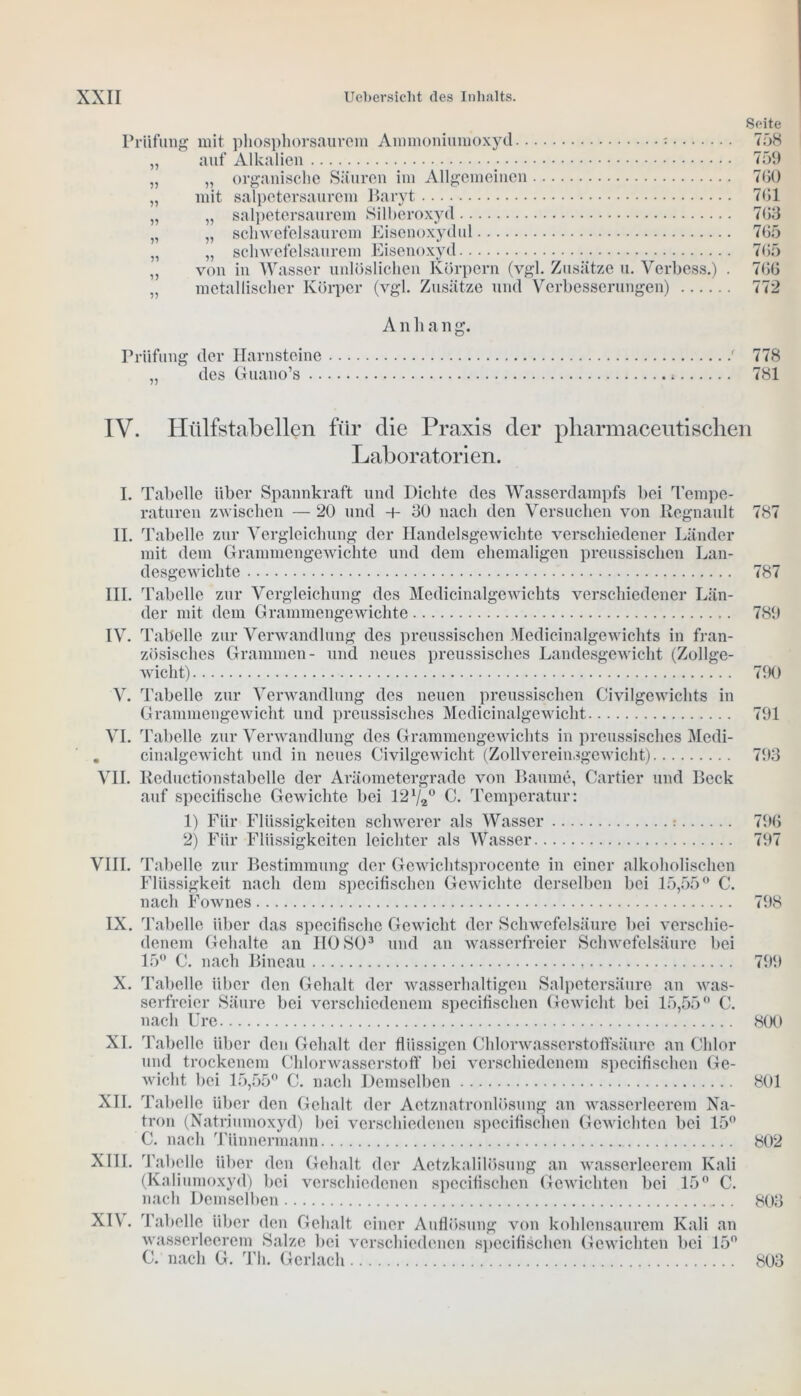 XXII Uebersicht des Inhalts.
Seite
Prüfung mit phosphorsaurem Ammoniumoxyd.................:........ 758
„ auf Alkalien.................................................. 759
„ „ organische Säuren im Allgemeinen........................ 760
„ mit salpetersaurem Baryt..................................... 761
„ „ salpetersaurem Silberoxyd................................ 763
„ „ schwefelsaurem Eisenoxydul............................... 765
„ „ schwefelsaurem Eisenoxyd................................. 765
„ von in Wasser unlöslichen Körpern (vgl. Zusätze u. Verbess.) . 766
„ metallischer Körper (vgl. Zusätze und Verbesserungen) ...... 772
Anhang.
Prüfung der Harnsteine................................................ 778
„ des Guano's................................................... 781
IV. Hülfstabellen für die Praxis der pharmaceutischen
Laboratorien.
I. Tabelle über Spannkraft und Dichte des Wasserdampfs bei Tempe-
raturen zwischen — 20 und + 30 nach den Versuchen von Regnault 787
II. Tabelle zur Vergleichung der Handelsgewichte verschiedener Länder
mit dem Grammengewichte und dem ehemaligen preussischen Lan-
desgewichte......................................................... 787
III. Tabelle zur Vergleichung des Medicinalgewichts verschiedener Län-
der mit dem Grammengewichte....................................... 789
IV. Tabelle zur Verwandlung des preussischen Medicinalgewichts in fran-
zösisches Grammen- und neues preussisches Landesgewicht (Zollge-
wicht)............................................................... 790
V. Tabelle zur Verwandlung des neuen preussischen Civilgewichts in
Grammengewicht und preussisches Medicinalgewicht................ 791
VI. Tabelle zur Verwandlung des Grammengewichts in preussisches Medi-
cinalgewicht und in neues Civilgewicht (Zollvereinsgewicht).......... 793
VII. Reductionstabelle der Aräometergrade von Baumé, Cartier und Beck
auf specifische Gewichte bei 12½° C. Temperatur:
1) Für Flüssigkeiten schwerer als Wasser..............:...... 796
2) Für Flüssigkeiten leichter als Wasser........................ 797
VIII. Tabelle zur Bestimmung der Gewichtsprocente in einer alkoholischen
Flüssigkeit nach dem specifischen Gewichte derselben bei 15,55° C.
nach Fownes........................................................ 798
IX. Tabelle über das specifische Gewicht der Schwefelsäure bei verschie-
denem Gehalte an HO SO³ und an wasserfreier Schwefelsäure bei
15° C. nach Bineau.................................................. 799
X. Tabelle über den Gehalt der wasserhaltigen Salpetersäure an was-
serfreier Säure bei verschiedenem specifischen Gewicht bei 15,55° C.
nach Ure............................................................ 800
XI. Tabelle über den Gehalt der flüssigen Chlorwasserstoffsäure an Chlor
und trockenem Chlorwasserstoff bei verschiedenem specifischen Ge-
wicht bei 15,55° C. nach Demselben................................. 801
XII. Tabelle über den Gehalt der Aetznatronlösung an wasserleerem Na-
tron (Natriumoxyd) bei verschiedenen specifischen Gewichten bei 15°
C. nach Tünnermann.................................................. 802
XIII. Tabelle über den Gehalt der Aetzkalilösung an wasserleerem Kali
(Kaliumoxyd) bei verschiedenen specifischen Gewichten bei 15° C.
nach Demselben...................................................... 803
XIV. Tabelle über den Gehalt einer Auflösung von kohlensaurem Kali an
wasserleerem Salze bei verschiedenen specifischen Gewichten bei 15°
C. nach G. Th. Gerlach.............................................. 803